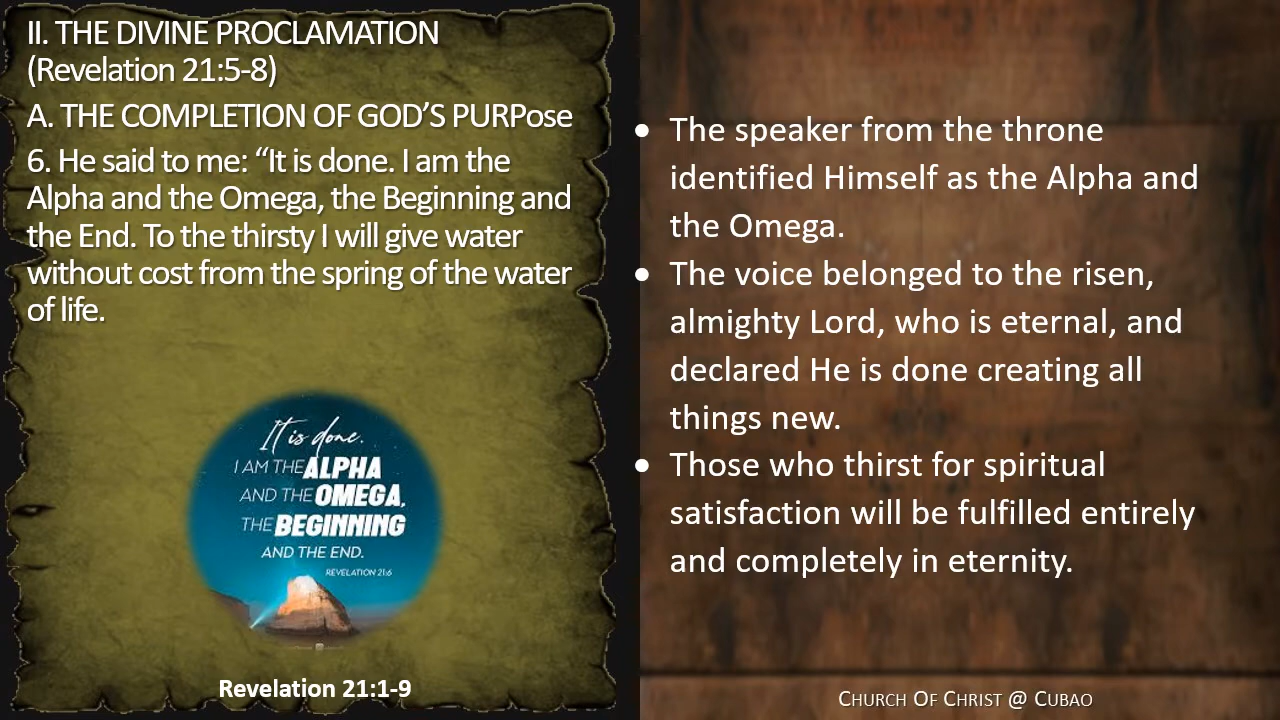 II. THE DIVINE PROCLAMATION
(Revelation 21:5-8)
A. THE COMPLETION OF GOD’S PURPose
6. He said to me: “It is done. I am the
Alpha and the Omega, the Beginning and
the End. To the thirsty I will give water
without cost from the spring of the water
of life.
It is done.
I AM THE ALPHA
AND THE OMEGA,
THE BEGINNING
AND THE END.
REVELATION 21:6
Revelation 21:1-9
• The speaker from the throne
identified Himself as the Alpha and
the Omega.
• The voice belonged to the risen,
almighty Lord, who is eternal, and
declared He is done creating all
things new.
• Those who thirst for spiritual
satisfaction will be fulfilled entirely
and completely in eternity.
CHURCH OF CHRIST @ CUBAO